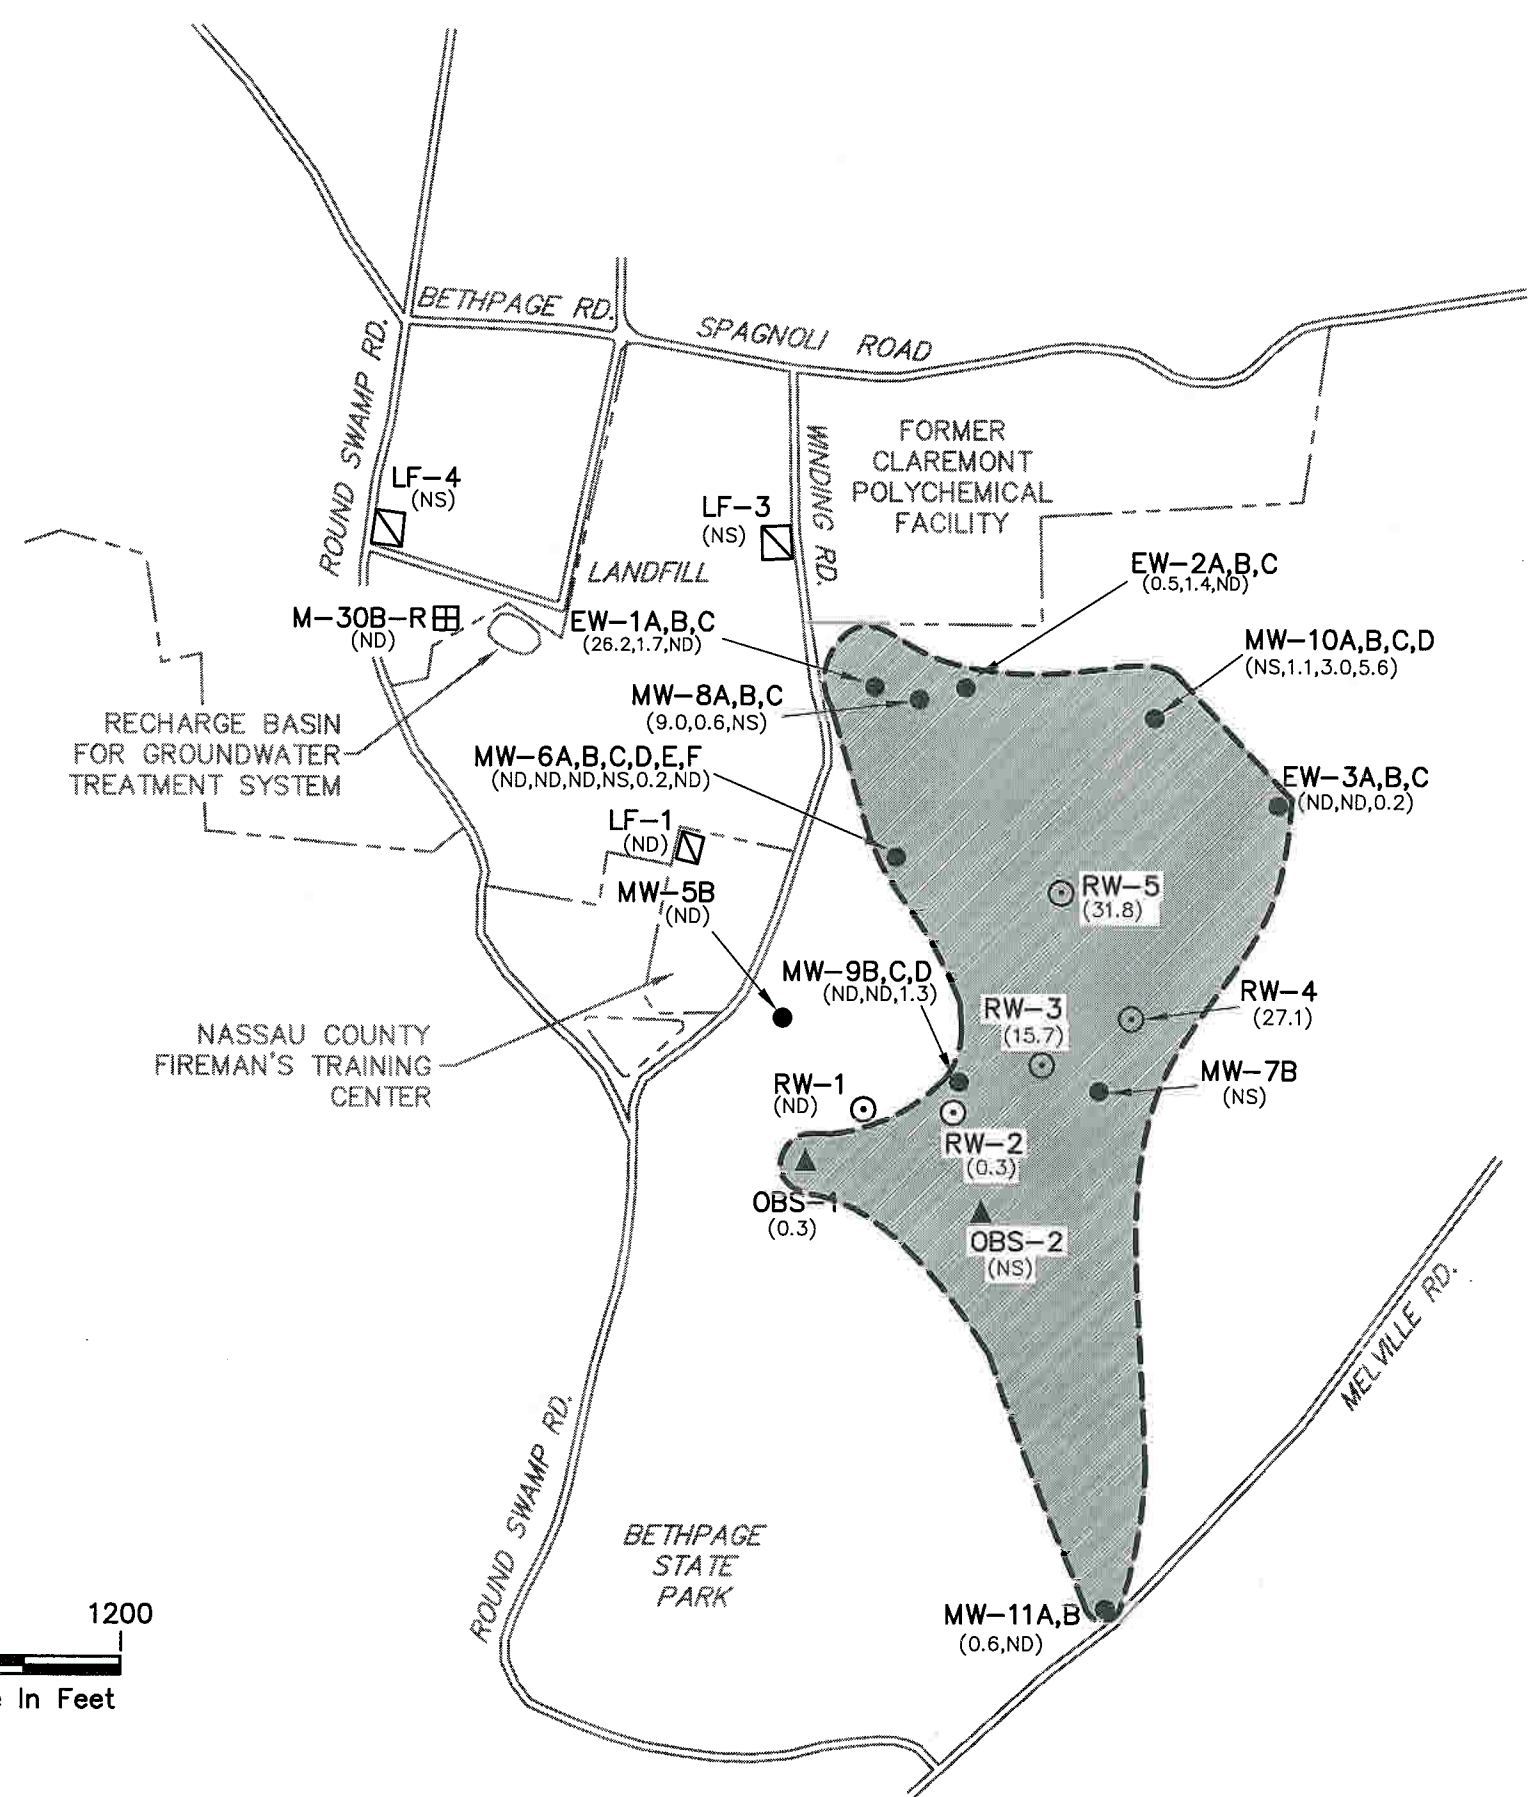 BETHPAGE RD.
SPAGNOLI ROAD
ROUND SWAMP RD.
WINDING RD.
FORMER
CLAREMONT
POLYCHEMICAL
FACILITY
LF-4
(NS)
LF-3
(NS)
LANDFILL
EW-2A,B,C
(0.5,1.4,ND)
M-30B-R
(ND)
EW-1A,B,C
(26.2,1.7,ND)
MW-10A,B,C,D
(NS,1.1,3.0,5.6)
MW-8A,B,C
(9.0,0.6,NS)
RECHARGE BASIN
FOR GROUNDWATER
TREATMENT SYSTEM
MW-6A,B,C,D,E,F
(ND,ND,ND,NS,0.2,ND)
EW-3A,B,C
(ND,ND,0.2)
LF-1
(ND)
MW-5B
(ND)
RW-5
(31.8)
MW-9B,C,D
(ND,ND,1.3)
RW-3
(15.7)
RW-4
(27.1)
NASSAU COUNTY
FIREMAN'S TRAINING
CENTER
RW-1
(ND)
MW-7B
(NS)
RW-2
(0.3)
OBS-1
(0.3)
OBS-2
(NS)
MELVILLE RD.
ROUND SWAMP RD.
BETHPAGE
STATE
PARK
MW-11A,B
(0.6,ND)
1200
In Feet